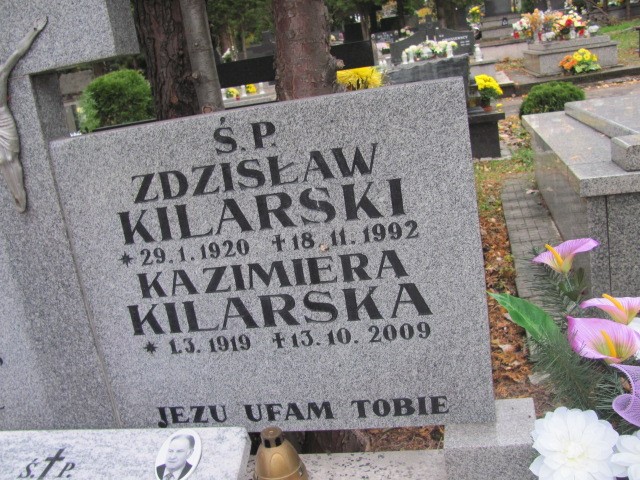 Ś.P.
ZDZISŁAW
KILARSKI
* 29.1.1920 ✝ 18.11.1992
KAZIMIERA
KILARSKA
* 1.3.1919 ✝ 13.10.2009
JEZU UFAM TOBIE
Ś✝P.